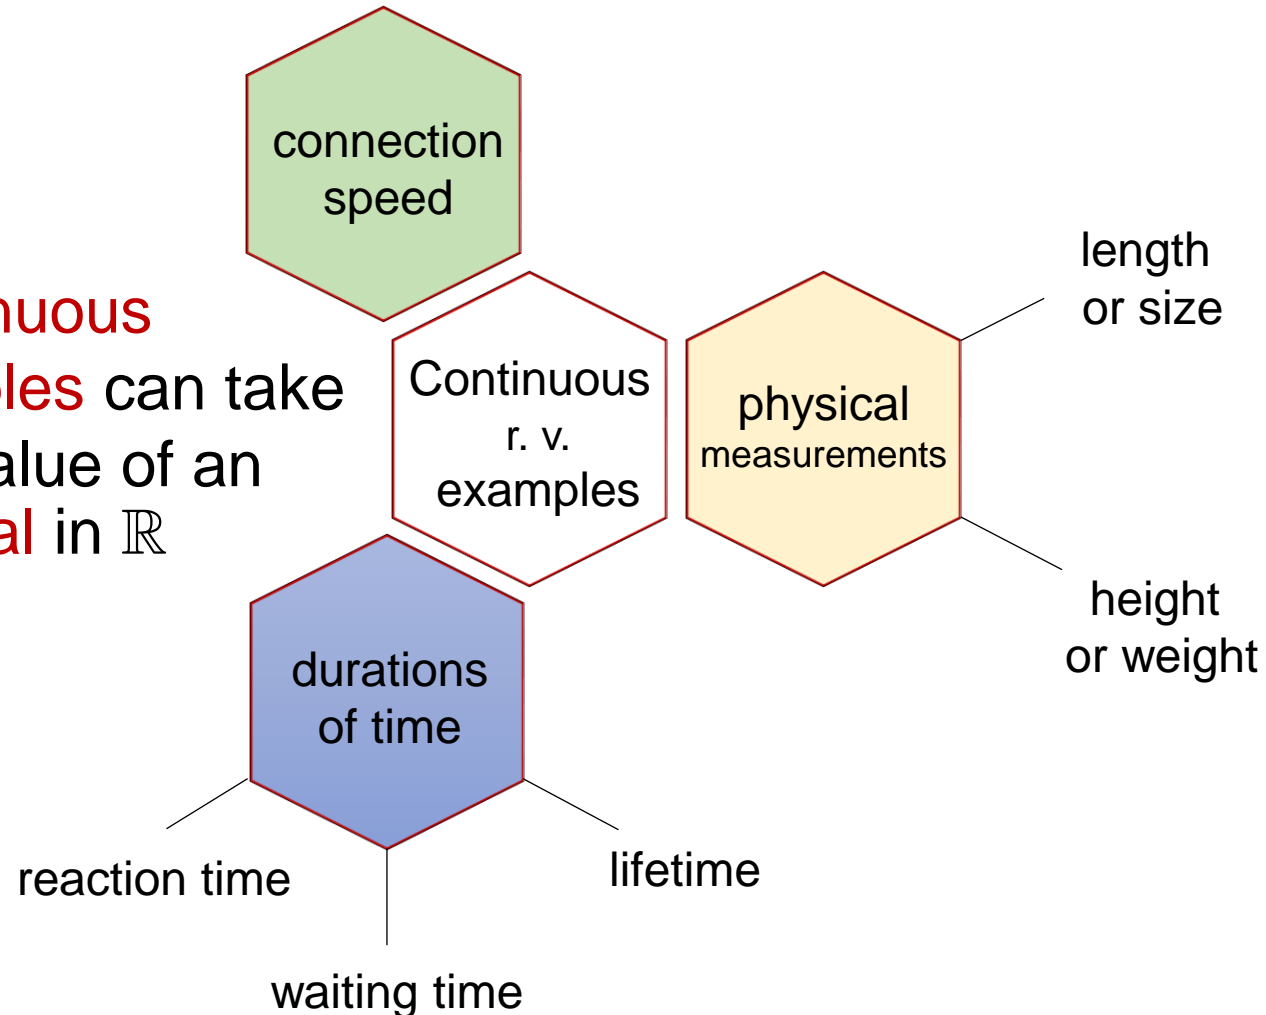 connection
speed
nuous
les can take
alue of an
al in ℝ
Continuous
r. v.
examples
physical
measurements
length
or size
height
or weight
durations
of time
reaction time
waiting time
lifetime